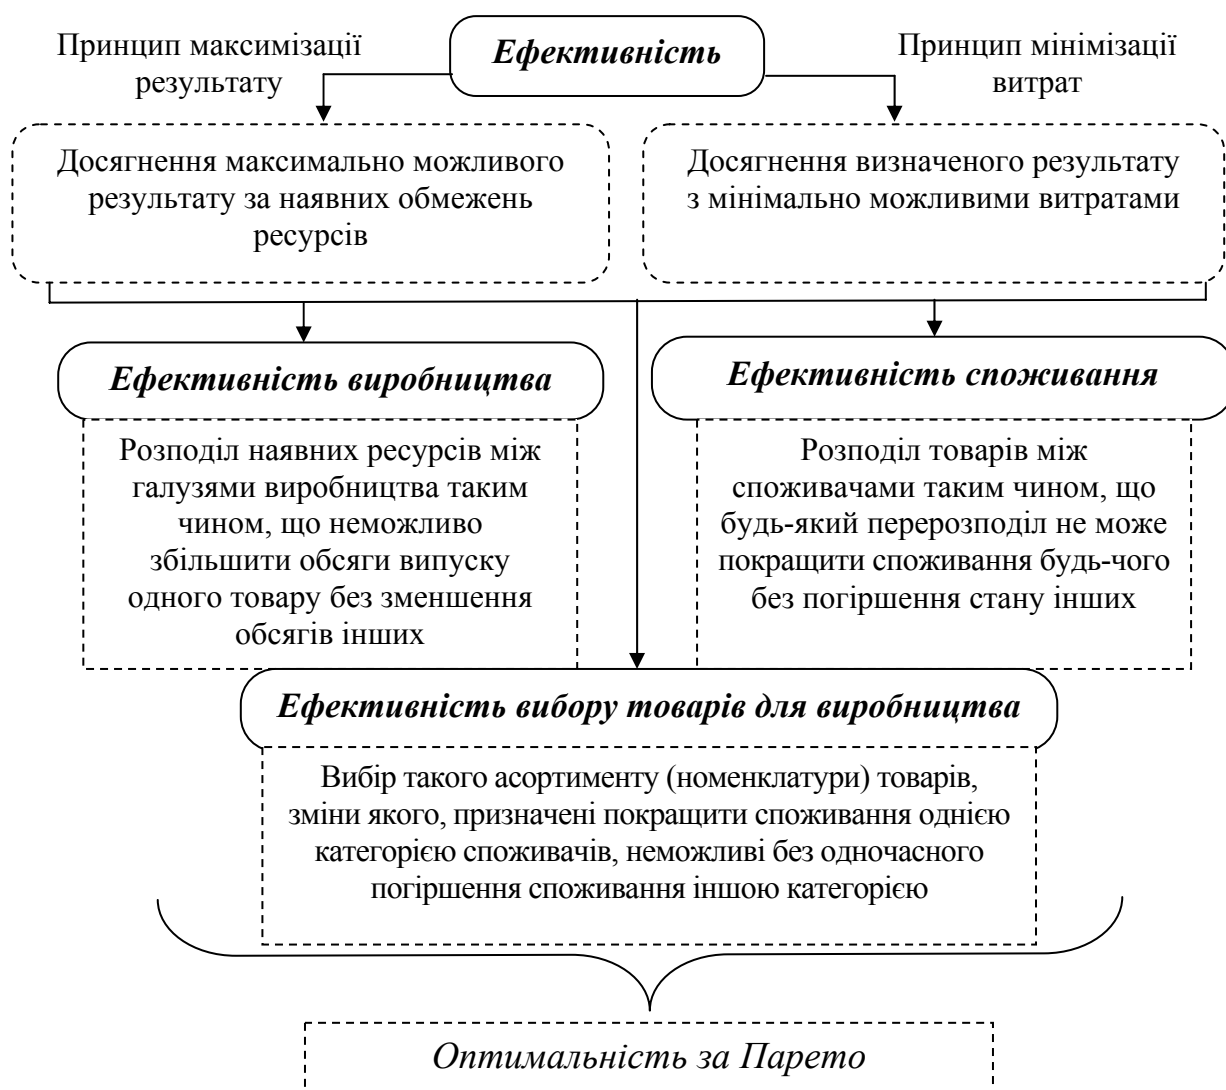 Принцип максимізації
результату
Ефективність
Принцип мінімізації
витрат
Досягнення максимально можливого
результату за наявних обмежень
ресурсів
Досягнення визначеного результату
з мінімально можливими витратами
Ефективність виробництва
Розподіл наявних ресурсів між
галузями виробництва таким
чином, що неможливо
збільшити обсяги випуску
одного товару без зменшення
обсягів інших
Ефективність споживання
Розподіл товарів між
споживачами таким чином, що
будь-який перерозподіл не може
покращити споживання будь-чого
без погіршення стану інших
Ефективність вибору товарів для виробництва
Вибір такого асортименту (номенклатури) товарів,
зміни якого, призначені покращити споживання однією
категорією споживачів, неможливі без одночасного
погіршення споживання іншою категорією
Оптимальність за Парето